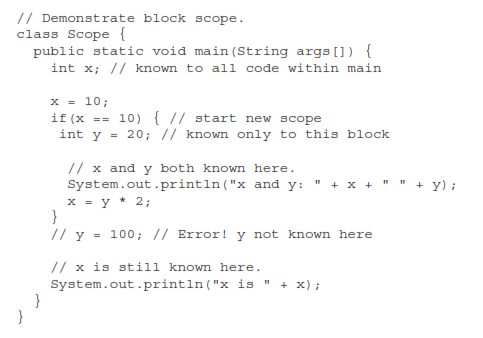 // Demonstrate block scope.
class Scope {
  public static void main(String args[]) {
    int x; // known to all code within main

    x = 10;
    if(x == 10) { // start new scope
     int y = 20; // known only to this block

      // x and y both known here.
      System.out.println("x and y: " + x + " " + y);
      x = y * 2;
    }
    // y = 100; // Error! y not known here

    // x is still known here.
    System.out.println("x is " + x);
  }
}